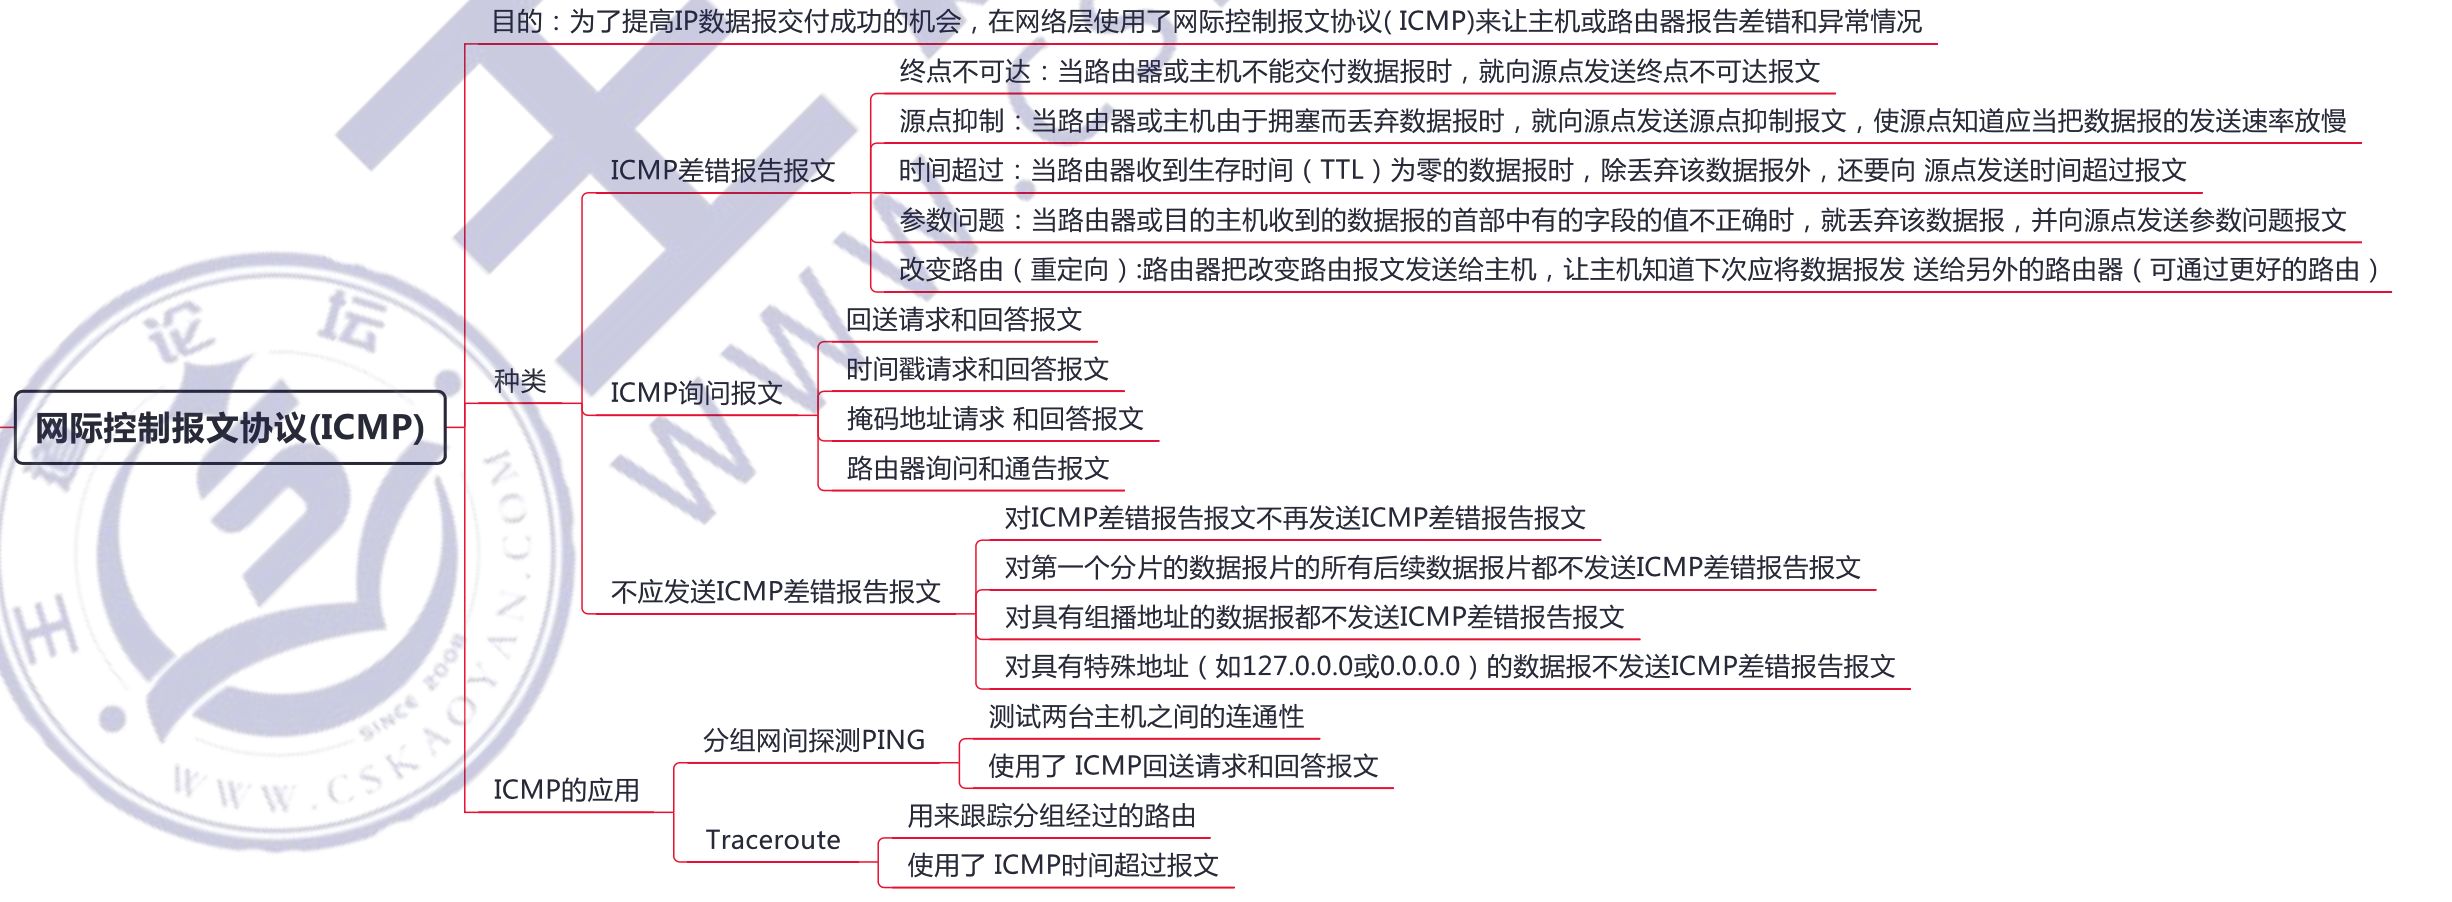 目的：为了提高IP数据报交付成功的机会，在网络层使用了网际控制报文协议( ICMP)来让主机或路由器报告差错和异常情况
终点不可达：当路由器或主机不能交付数据报时，就向源点发送终点不可达报文
源点抑制：当路由器或主机由于拥塞而丢弃数据报时，就向源点发送源点抑制报文，使源点知道应当把数据报的发送速率放慢
ICMP差错报告报文
时间超过：当路由器收到生存时间（TTL）为零的数据报时，除丢弃该数据报外，还要向 源点发送时间超过报文
参数问题：当路由器或目的主机收到的数据报的首部中有的字段的值不正确时，就丢弃该数据报，并向源点发送参数问题报文
改变路由（重定向）:路由器把改变路由报文发送给主机，让主机知道下次应将数据报发 送给另外的路由器（可通过更好的路由）
种类
回送请求和回答报文
时间戳请求和回答报文
ICMP询问报文
掩码地址请求 和回答报文
路由器询问和通告报文
网际控制报文协议(ICMP)
对ICMP差错报告报文不再发送ICMP差错报告报文
对第一个分片的数据报片的所有后续数据报片都不发送ICMP差错报告报文
不应发送ICMP差错报告报文
对具有组播地址的数据报都不发送ICMP差错报告报文
对具有特殊地址（如127.0.0.0或0.0.0.0）的数据报不发送ICMP差错报告报文
测试两台主机之间的连通性
分组网间探测PING
使用了 ICMP回送请求和回答报文
ICMP的应用
用来跟踪分组经过的路由
Traceroute
使用了 ICMP时间超过报文
王道论坛
WWW.CSKAOYAN.COM
SINCE 2008
王
WWW.CS